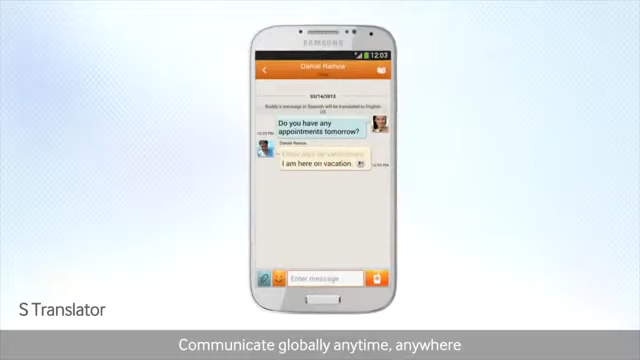 SAMSUNG
12:03
Daniel Ramos
03/14/2013
Buddy's message in Spanish will be translated to English
Do you have any
appointments tomorrow?
12:03 PM
Daniel Ramos
I am here on vacation.
12:03 PM
Enter message
S Translator
Communicate globally anytime, anywhere